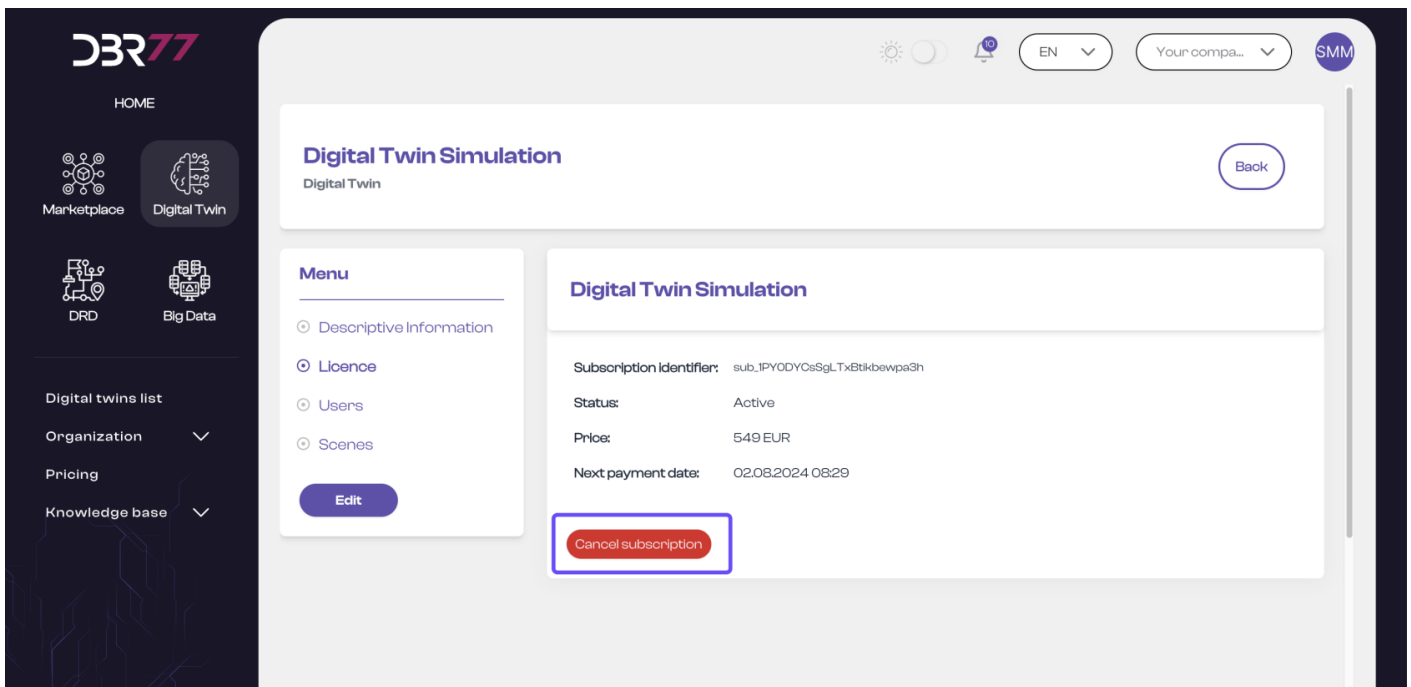 DBR77
HOME
Marketplace
Digital Twin
DRD
Big Data
Digital twins list
Organization
Pricing
Knowledge base
10
EN
Your compa...
SMM
Digital Twin Simulation
Digital Twin
Back
Menu
Descriptive Information
Licence
Users
Scenes
Edit
Digital Twin Simulation
Subscription identifier: sub_1PY0DYCsSgLTxBtikbewpa3h
Status: Active
Price: 549 EUR
Next payment date: 02.08.2024 08:29
Cancel subscription